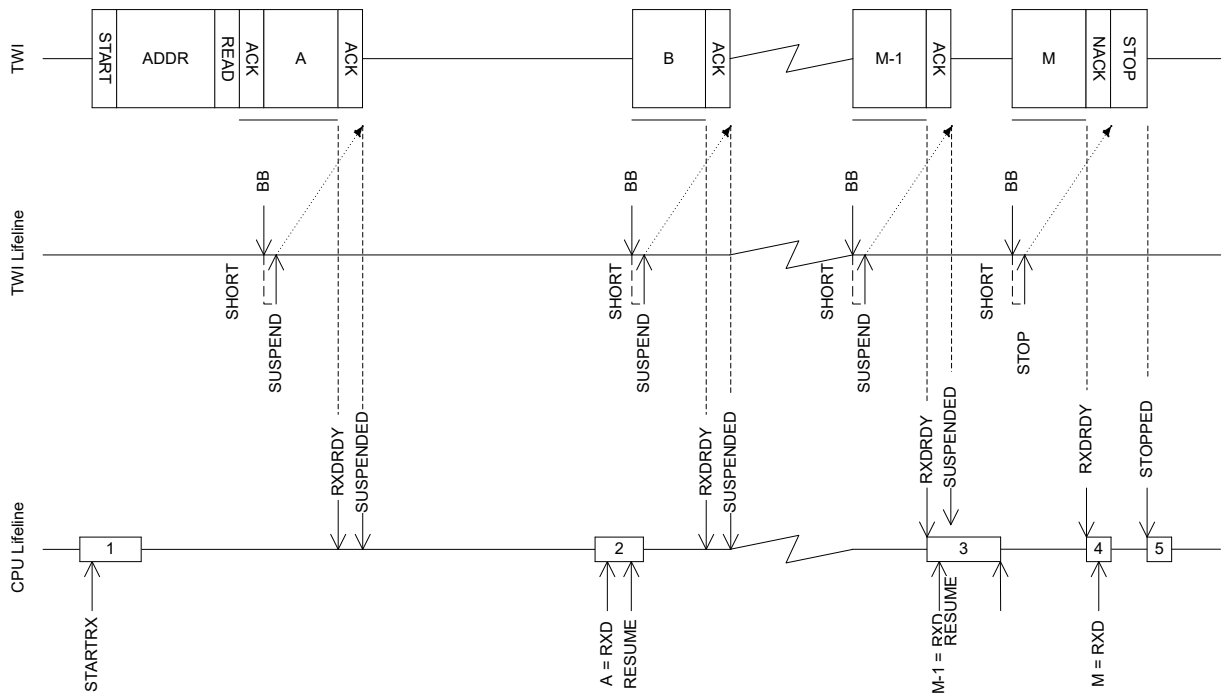 TWI
START
ADDR
READ
ACK
A
ACK
B
ACK
M-1
ACK
M
NACK
STOP
TWI Lifeline
BB
SHORT
SUSPEND
BB
SHORT
SUSPEND
BB
SHORT
SUSPEND
BB
SHORT
STOP
CPU Lifeline
RXDRDY
SUSPENDED
RXDRDY
SUSPENDED
RXDRDY
SUSPENDED
RXDRDY
STOPPED
1
2
3
4
5
STARTRX
A = RXD
RESUME
M-1 = RXD
RESUME
M = RXD